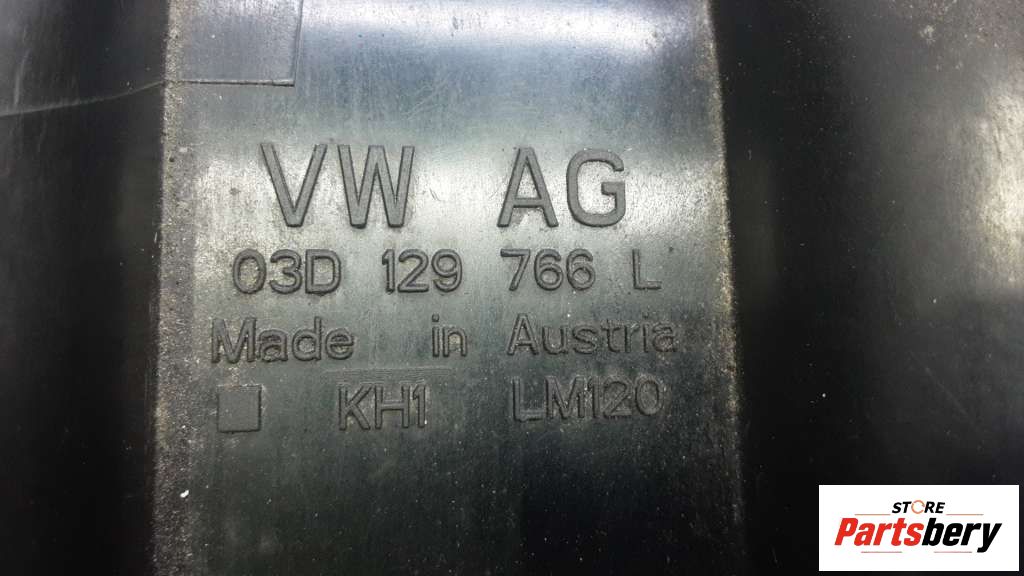 VW AG
03D 129 766 L
Made in Austria
KH1 LM120
STORE
Partsbery